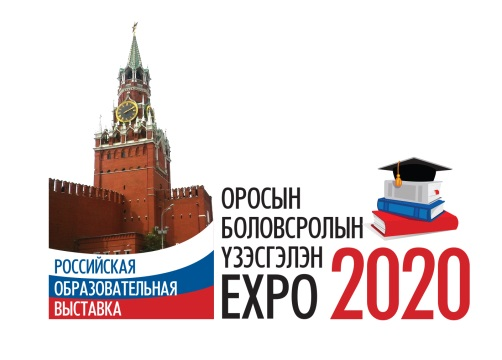 РОССИЙСКАЯ
ОБРАЗОВАТЕЛЬНАЯ
ВЫСТАВКА
ОРОСЫН
БОЛОВСРОЛЫН
ҮЗЭСГЭЛЭН
EXPO 2020